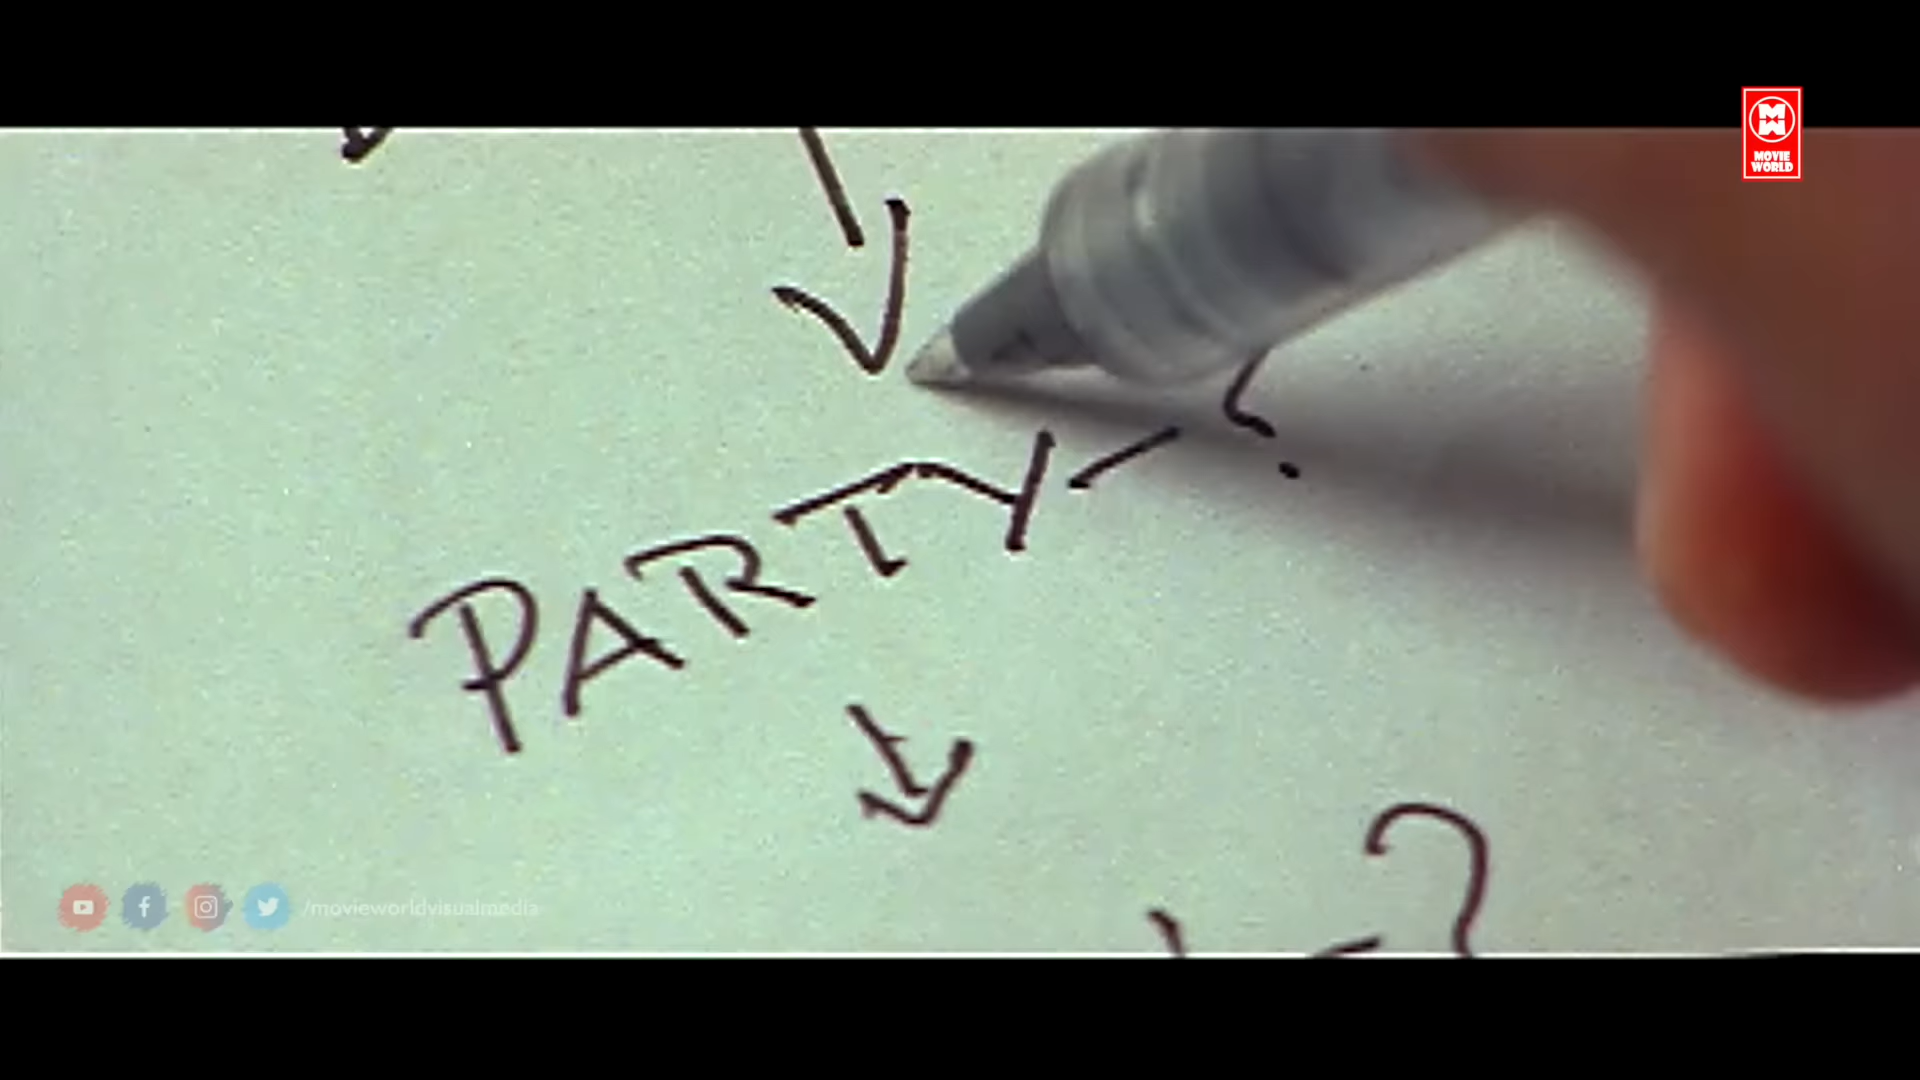 MOVIE
WORLD
PARTY - ?
- ?
/movieworldvisualmedia